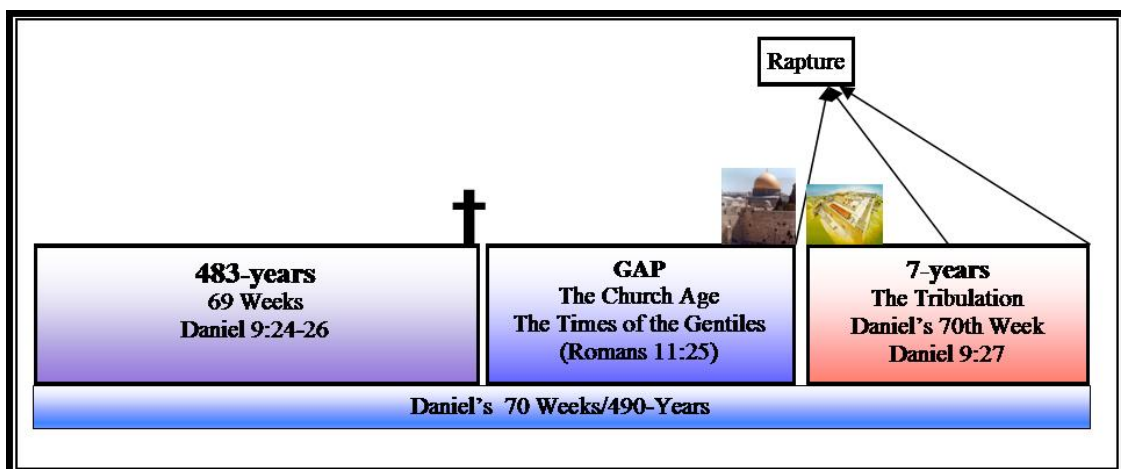 Rapture
483-years
69 Weeks
Daniel 9:24-26
GAP
The Church Age
The Times of the Gentiles
(Romans 11:25)
7-years
The Tribulation
Daniel's 70th Week
Daniel 9:27
Daniel's 70 Weeks/490-Years